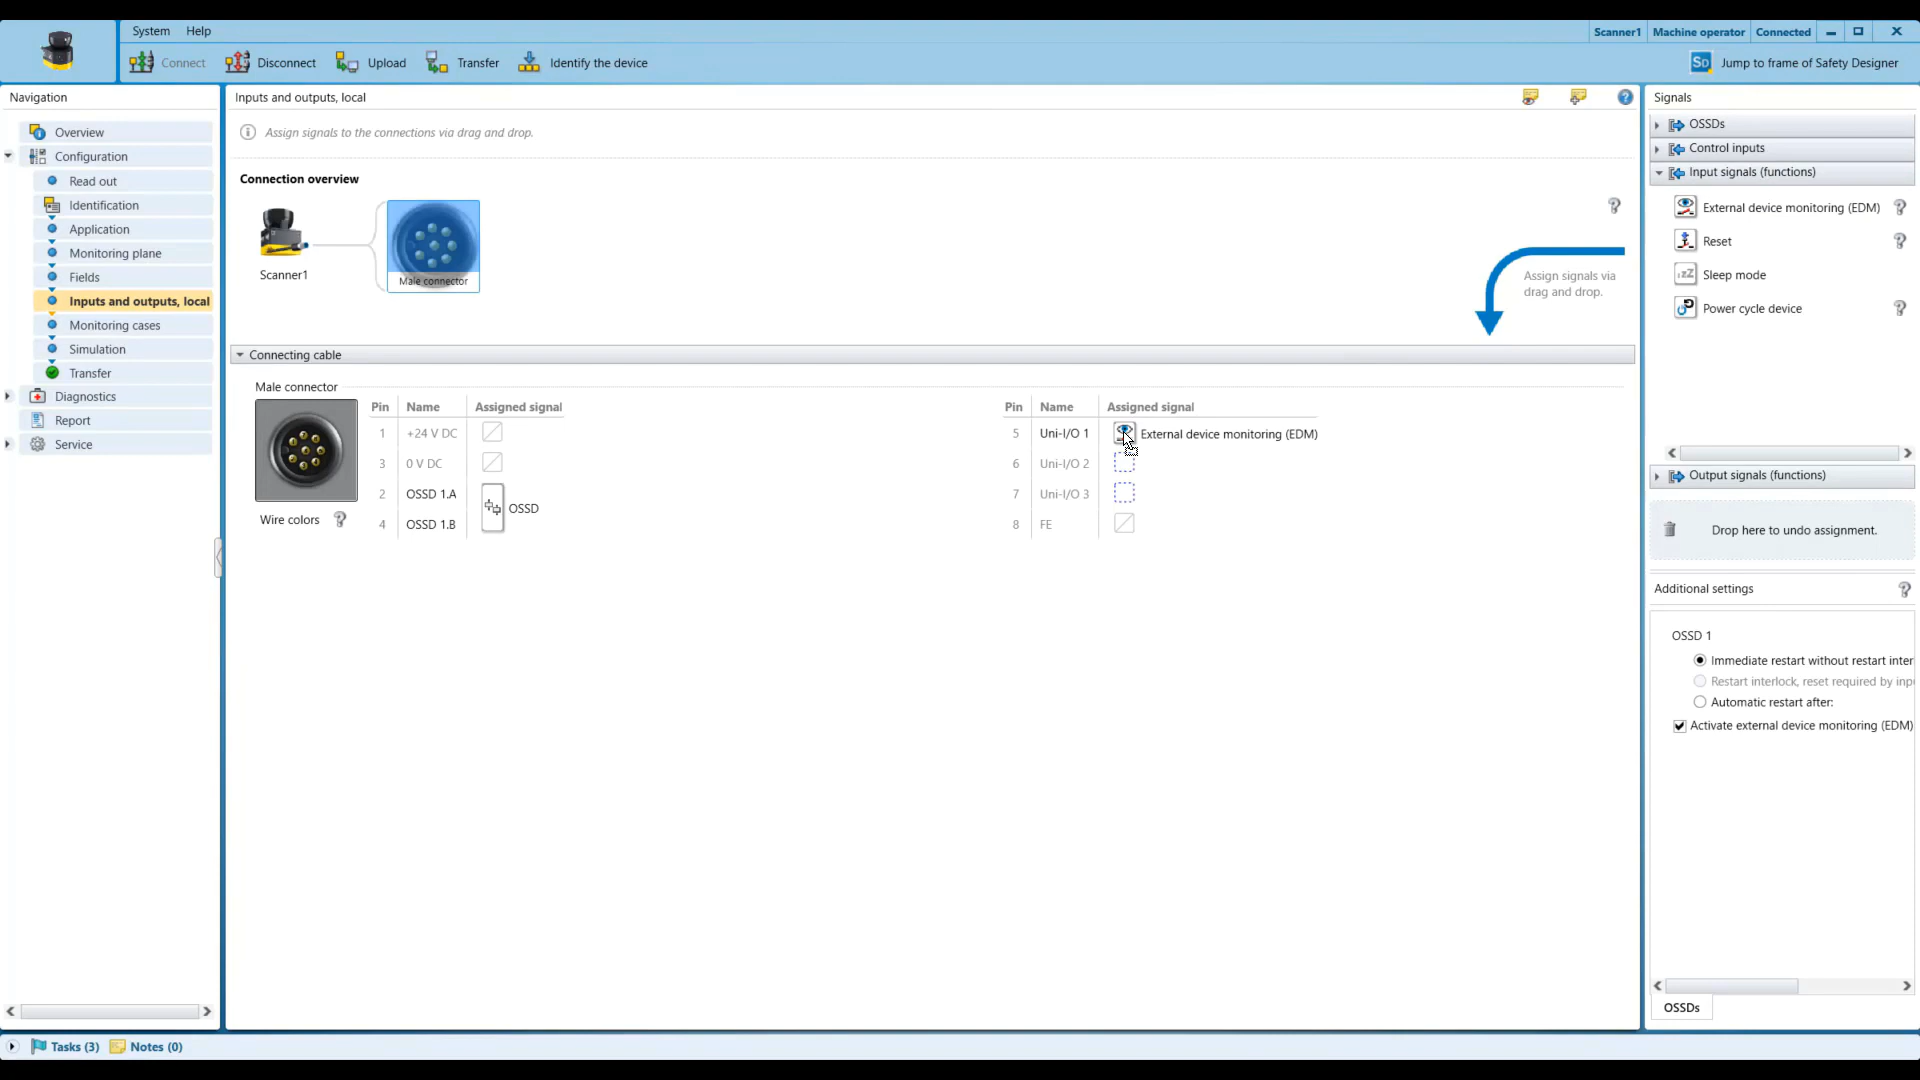 System Help
Scanner1 Machine operator Connected
Connect Disconnect Upload Transfer Identify the device
SD Jump to frame of Safety Designer
Navigation
Overview
Configuration
Read out
Identification
Application
Monitoring plane
Fields
Inputs and outputs, local
Monitoring cases
Simulation
Transfer
Diagnostics
Report
Service
Inputs and outputs, local
Assign signals to the connections via drag and drop.
Connection overview
Scanner1
Male connector
Assign signals via
drag and drop.
Connecting cable
Male connector
Wire colors
Pin Name Assigned signal
1 +24 V DC
3 0 V DC
2 OSSD 1.A
OSSD
4 OSSD 1.B
Pin Name Assigned signal
5 Uni-I/O 1 External device monitoring (EDM)
6 Uni-I/O 2
7 Uni-I/O 3
8 FE
Signals
OSSDs
Control inputs
Input signals (functions)
External device monitoring (EDM)
Reset
zZZ Sleep mode
Power cycle device
Output signals (functions)
Drop here to undo assignment.
Additional settings
OSSD 1
Immediate restart without restart inter
Restart interlock, reset required by inpu
Automatic restart after:
Activate external device monitoring (EDM)
OSSDs
Tasks (3) Notes (0)